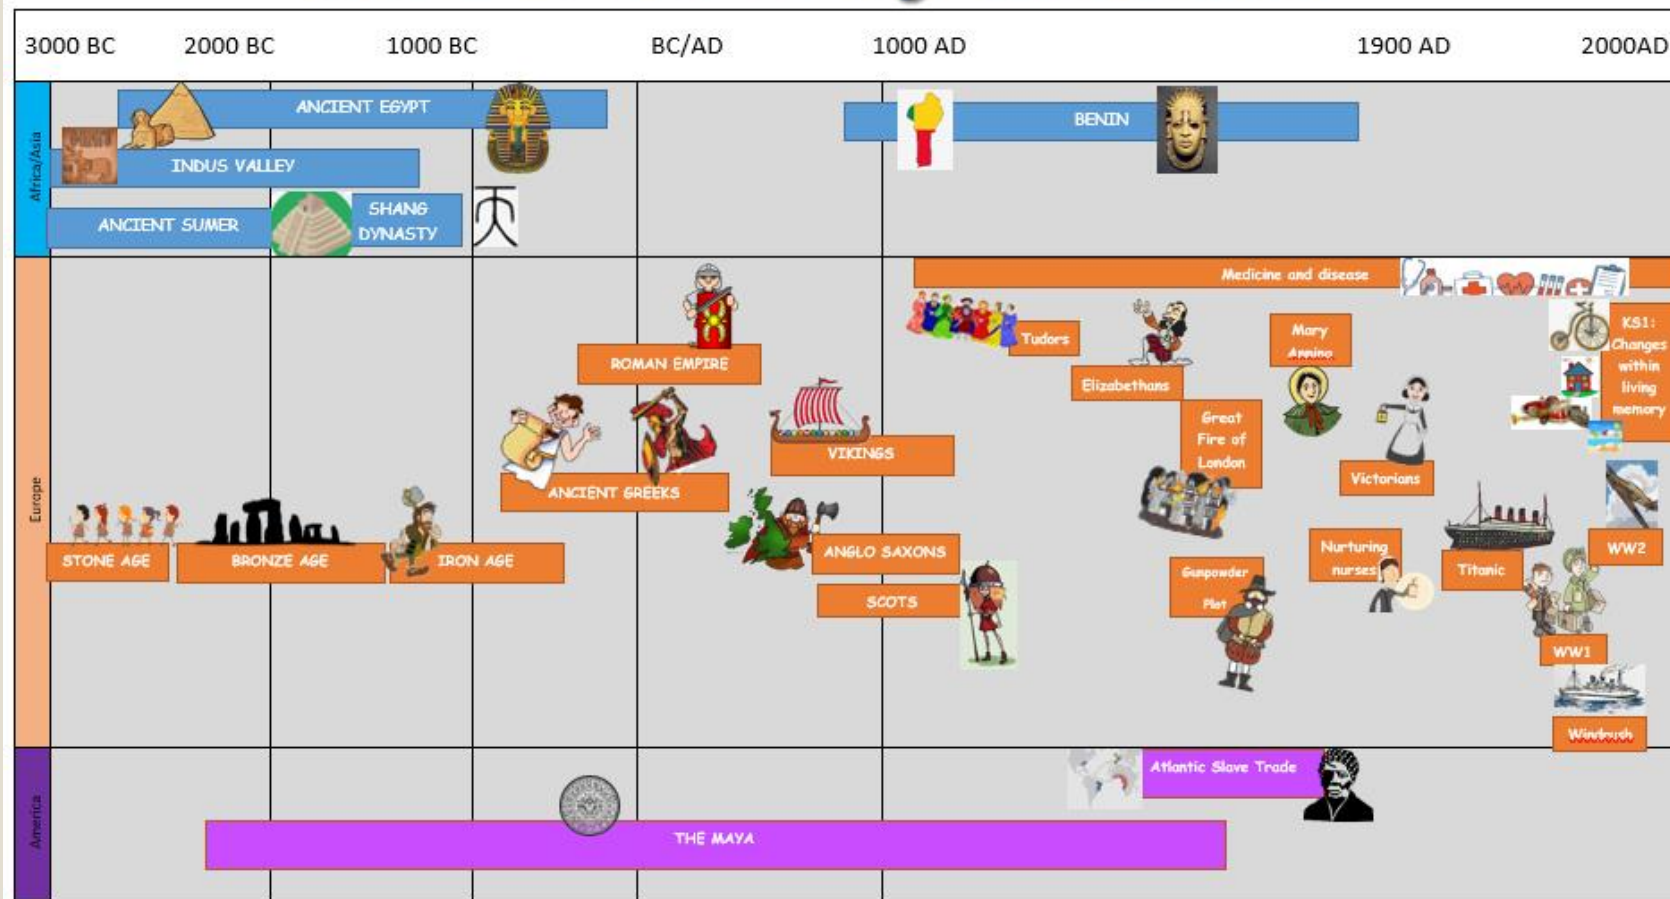 3000 BC 2000 BC 1000 BC BC/AD 1000 AD 1900 AD 2000AD
Africa/Asia
ANCIENT EGYPT
BENIN
INDUS VALLEY
ANCIENT SUMER
SHANG
DYNASTY
Europe
Medicine and disease
Tudors
Mary
Anning
KS1:
Changes
within
living
memory
ROMAN EMPIRE
Elizabethans
Great
Fire of
London
VIKINGS
Victorians
ANCIENT GREEKS
STONE AGE
BRONZE AGE
IRON AGE
ANGLO SAXONS
SCOTS
Nurturing
nurses
Titanic
WW2
Gunpowder
Plot
WW1
Windrush
America
Atlantic Slave Trade
THE MAYA